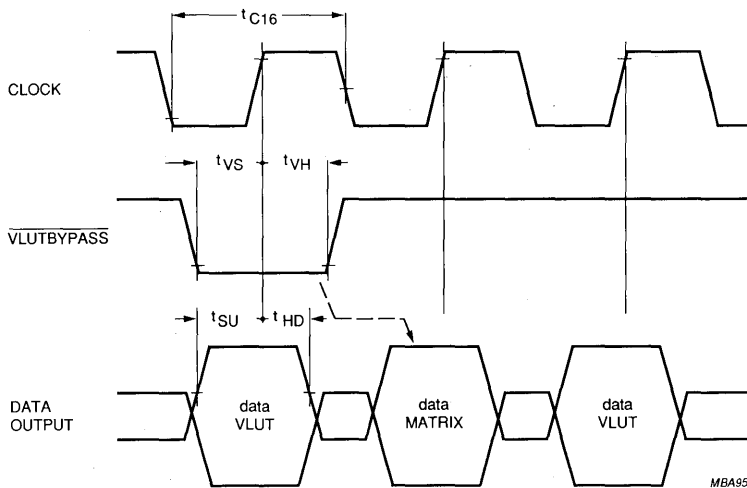 tC16
CLOCK
tVS
tVH
VLUTBYPASS
tSU
tHD
DATA
OUTPUT
data
VLUT
data
MATRIX
data
VLUT
MBA95